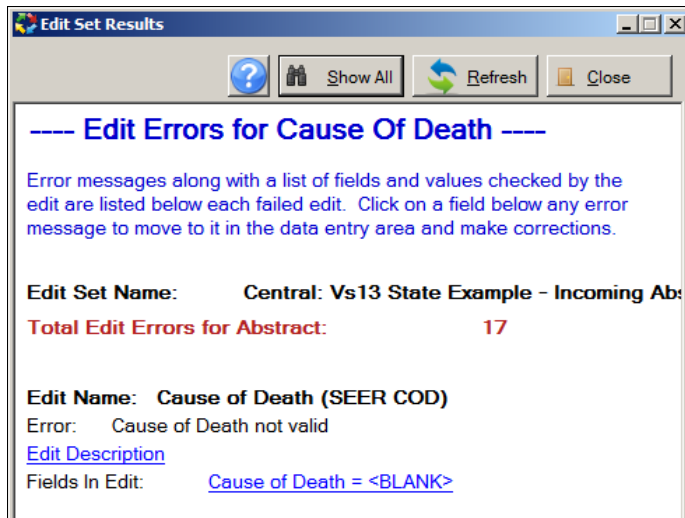 Edit Set Results
? Show All Refresh Close
---- Edit Errors for Cause Of Death ----
Error messages along with a list of fields and values checked by the
edit are listed below each failed edit. Click on a field below any error
message to move to it in the data entry area and make corrections.
Edit Set Name: Central: Vs13 State Example - Incoming Abs
Total Edit Errors for Abstract: 17
Edit Name: Cause of Death (SEER COD)
Error: Cause of Death not valid
Edit Description
Fields In Edit: Cause of Death = <BLANK>